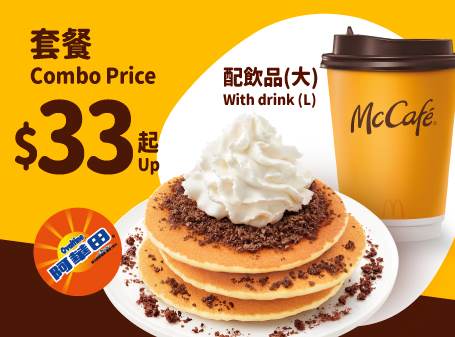 套餐
Combo Price
$33起
Up
配飲品(大)
With drink (L)
McCafé®
Ovaltine
阿華田